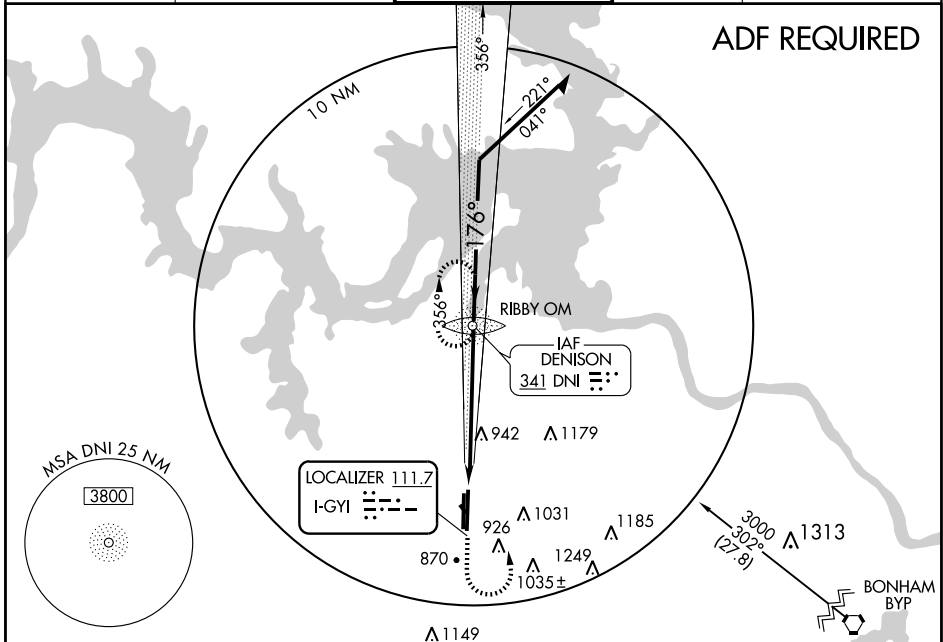 ADF REQUIRED
356°
10 NM
221°
041°
176°
356°
RIBBY OM
IAF
DENISON
341 DNI
942
1179
MSA DNI 25 NM
3800
LOCALIZER 111.7
I-GYI
1031
926
1185
870
1249
1035±
3000
302°
(27.8)
1313
BONHAM
BYP
1149